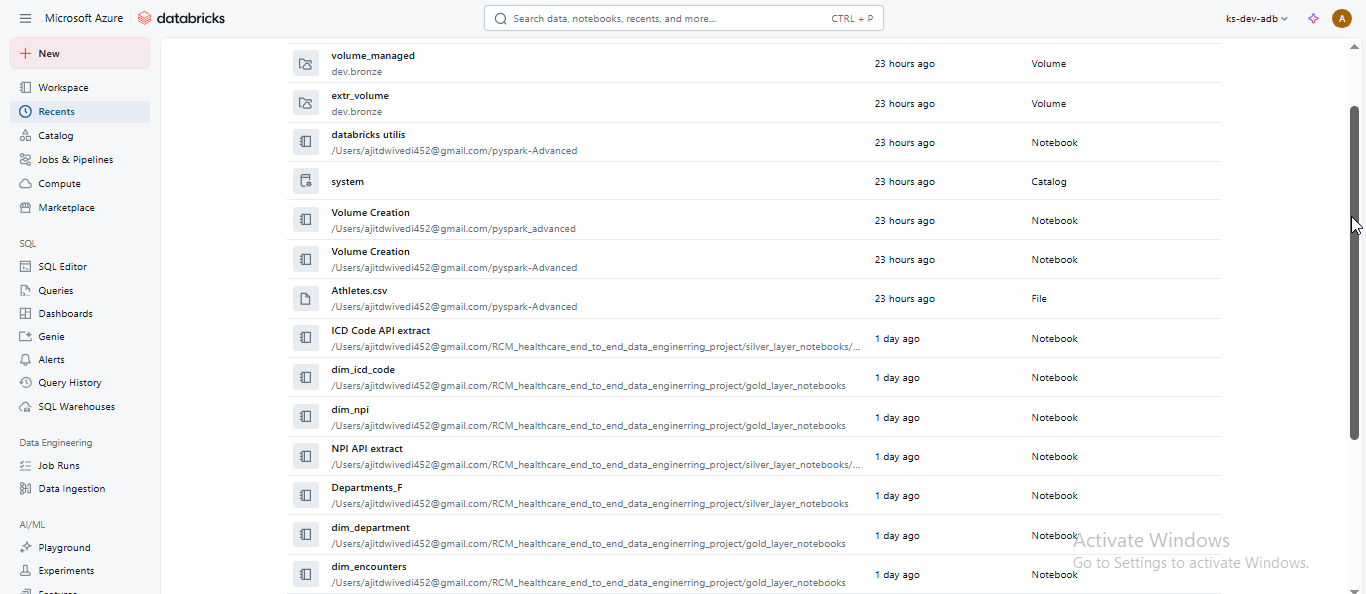 Microsoft Azure databricks Search data, notebooks, recents, and more... CTRL + P ks-dev-adb A
New
Workspace
Recents
Catalog
Jobs & Pipelines
Compute
Marketplace
SQL
SQL Editor
Queries
Dashboards
Genie
Alerts
Query History
SQL Warehouses
Data Engineering
Job Runs
Data Ingestion
AI/ML
Playground
Experiments
Features
volume_managed 23 hours ago Volume
dev.bronze
extr_volume 23 hours ago Volume
dev.bronze
databricks utilis 23 hours ago Notebook
/Users/ajitdwivedi452@gmail.com/pyspark-Advanced
system 23 hours ago Catalog
Volume Creation 23 hours ago Notebook
/Users/ajitdwivedi452@gmail.com/pyspark_advanced
Volume Creation 23 hours ago Notebook
/Users/ajitdwivedi452@gmail.com/pyspark-Advanced
Athletes.csv 23 hours ago File
/Users/ajitdwivedi452@gmail.com/pyspark-Advanced
ICD Code API extract 1 day ago Notebook
/Users/ajitdwivedi452@gmail.com/RCM_healthcare_end_to_end_data_enginerring_project/silver_layer_notebooks/...
dim_icd_code 1 day ago Notebook
/Users/ajitdwivedi452@gmail.com/RCM_healthcare_end_to_end_data_enginerring_project/gold_layer_notebooks
dim_npi 1 day ago Notebook
/Users/ajitdwivedi452@gmail.com/RCM_healthcare_end_to_end_data_enginerring_project/gold_layer_notebooks
NPI API extract 1 day ago Notebook
/Users/ajitdwivedi452@gmail.com/RCM_healthcare_end_to_end_data_enginerring_project/silver_layer_notebooks/...
Departments_F 1 day ago Notebook
/Users/ajitdwivedi452@gmail.com/RCM_healthcare_end_to_end_data_enginerring_project/silver_layer_notebooks
dim_department 1 day ago Notebook
/Users/ajitdwivedi452@gmail.com/RCM_healthcare_end_to_end_data_enginerring_project/gold_layer_notebooks
dim_encounters 1 day ago Notebook
/Users/ajitdwivedi452@gmail.com/RCM_healthcare_end_to_end_data_enginerring_project/gold_layer_notebooks
Activate Windows
Go to Settings to activate Windows.